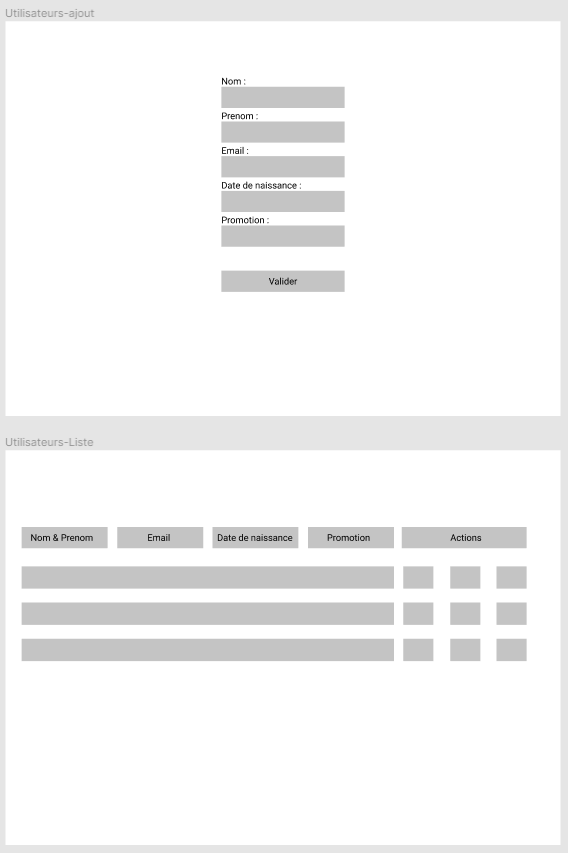 Utilisateurs-ajout
Nom :
Prenom :
Email :
Date de naissance :
Promotion :
Valider
Utilisateurs-Liste
Nom & Prenom Email Date de naissance Promotion Actions